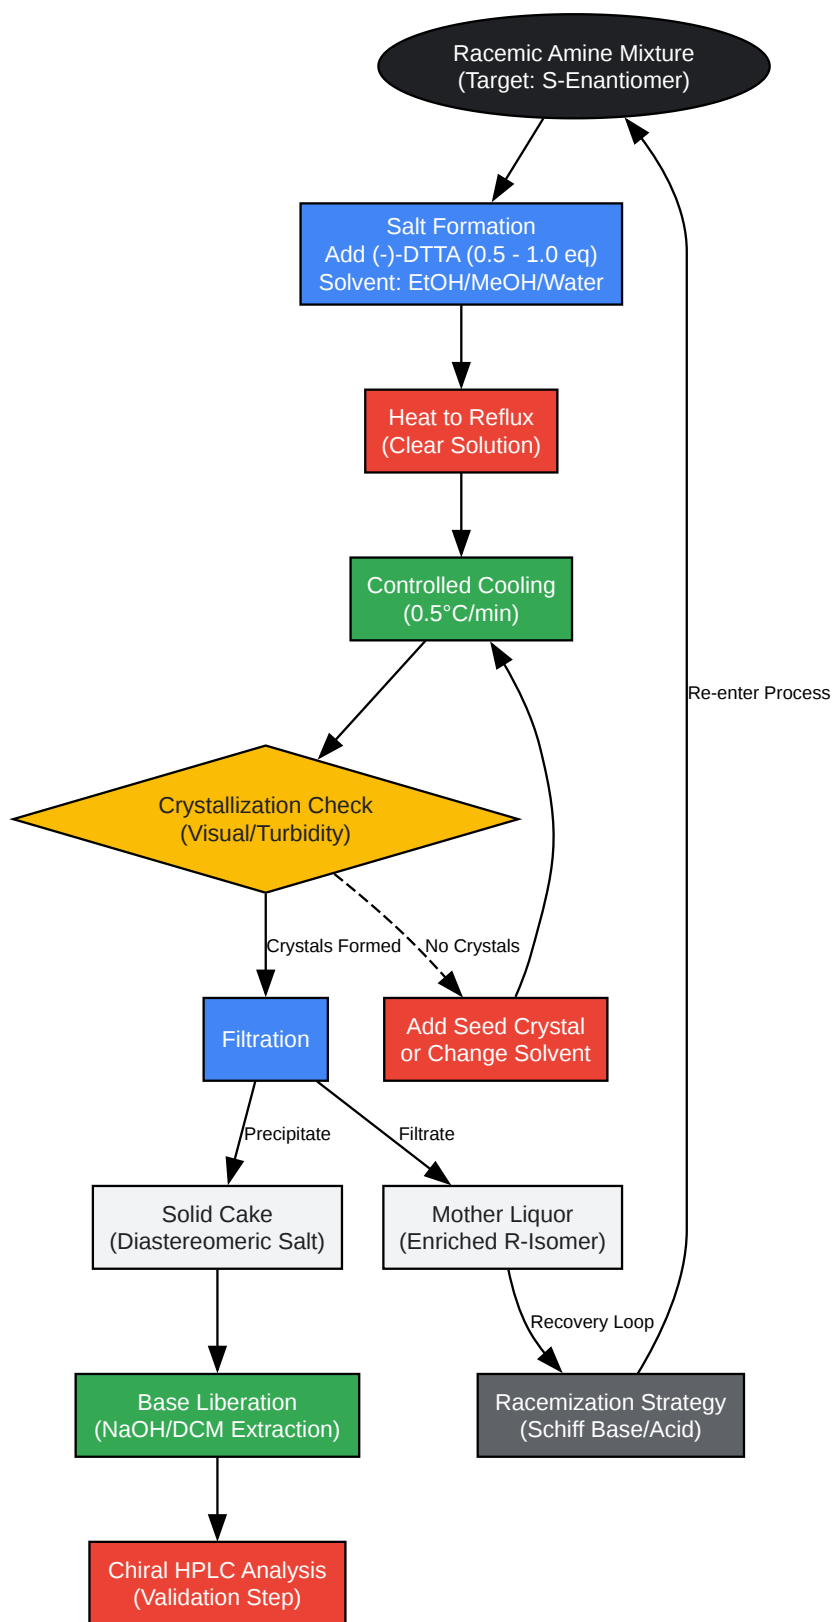 Racemic Amine Mixture
(Target: S-Enantiomer)
Salt Formation
Add (-)-DTTA (0.5 - 1.0 eq)
Solvent: EtOH/MeOH/Water
Heat to Reflux
(Clear Solution)
Controlled Cooling
(0.5°C/min)
Re-enter Process
Crystallization Check
(Visual/Turbidity)
Crystals Formed
No Crystals
Filtration
Add Seed Crystal
or Change Solvent
Precipitate
Filtrate
Solid Cake
(Diastereomeric Salt)
Mother Liquor
(Enriched R-Isomer)
Recovery Loop
Base Liberation
(NaOH/DCM Extraction)
Racemization Strategy
(Schiff Base/Acid)
Chiral HPLC Analysis
(Validation Step)